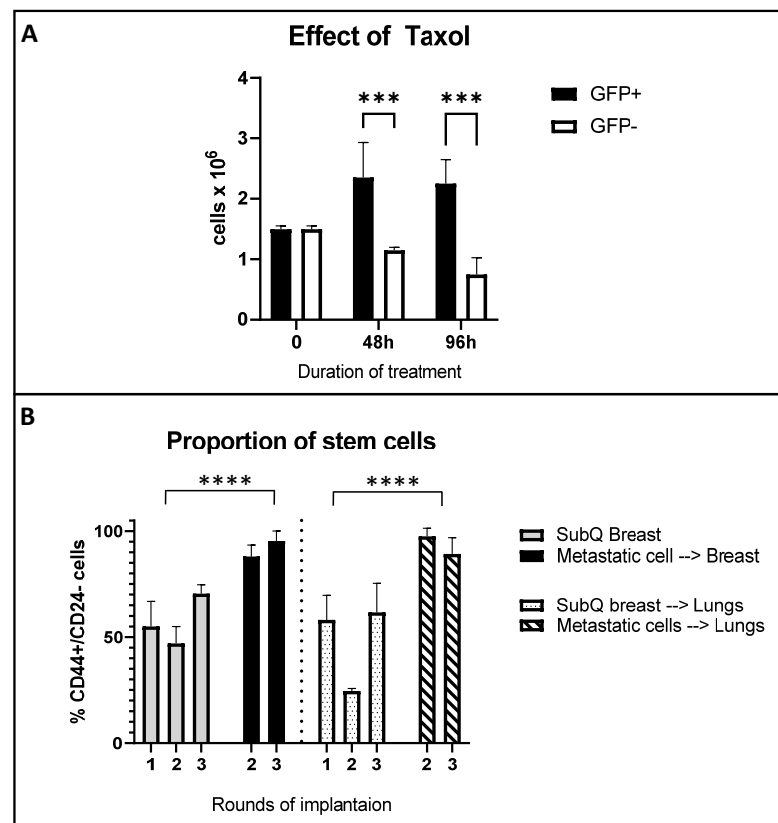 A
Effect of Taxol
4
3
2
1
0
cells x 10⁶
*** ***
GFP+
GFP-
0 48h 96h
Duration of treatment
B
Proportion of stem cells
**** ****
100
50
0
% CD44+/CD24- cells
SubQ Breast
Metastatic cell --> Breast
SubQ breast --> Lungs
Metastatic cells --> Lungs
1 2 3 2 3 1 2 3 2 3
Rounds of implantaion